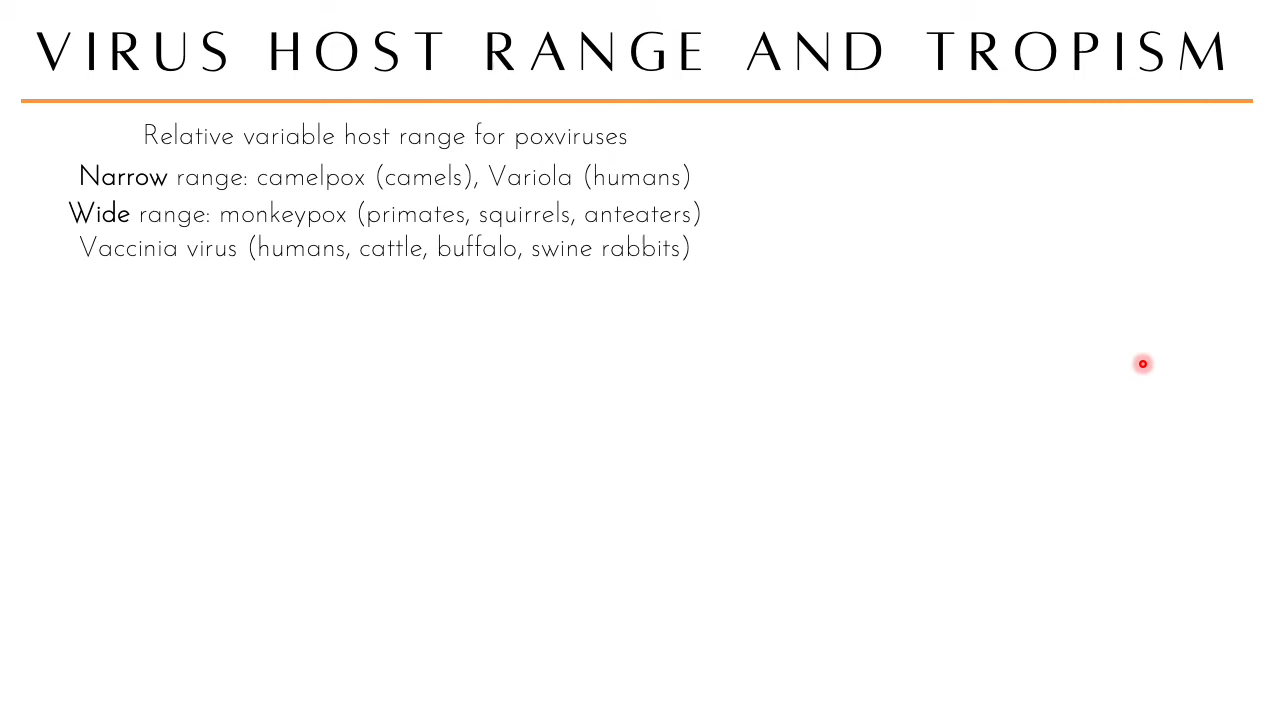 VIRUS HOST RANGE AND TROPISM
Relative variable host range for poxviruses
Narrow range: camelpox (camels), Variola (humans)
Wide range: monkeypox (primates, squirrels, anteaters)
Vaccinia virus (humans, cattle, buffalo, swine rabbits)